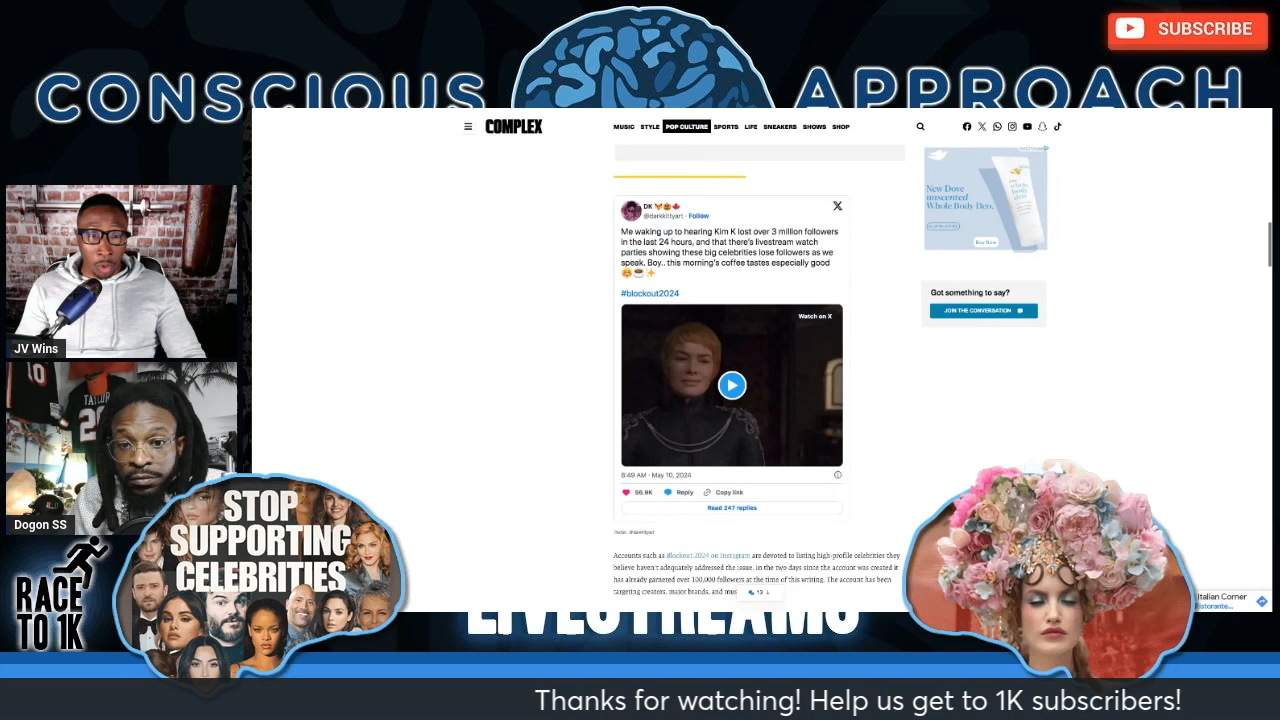 SUBSCRIBE
CONSCIOUS APPROACH
COMPLEX
MUSIC STYLE POP CULTURE SPORTS LIFE SNEAKERS SHOWS SHOP
DK
@darkkittyart · Follow
Me waking up to hearing Kim K lost over 3 million followers
in the last 24 hours, and that there's livestream watch
parties showing these big celebrities lose followers as we
speak. Boy.. this morning's coffee tastes especially good
#blockout2024
Watch on X
8:49 AM · May 10, 2024
Reply Copy link
Read 247 replies
Accounts such as Blockout 2024 on Instagram are devoted to listing high-profile celebrities they
believe haven't adequately addressed the issue. In the two days since the account was created it
has already garnered over 100,000 followers at the time of this writing. The account has been
targeting creators, major brands, and
New Dove
unscented
Whole Body Deo.
Buy Now
Got something to say?
JOIN THE CONVERSATION
Italian Corner
Ristorante...
JV Wins
TAYLOR
Dogon SS
STOP
SUPPORTING
CELEBRITIES
RACE
TO 1K
LIVESTREAMS
Thanks for watching! Help us get to 1K subscribers!